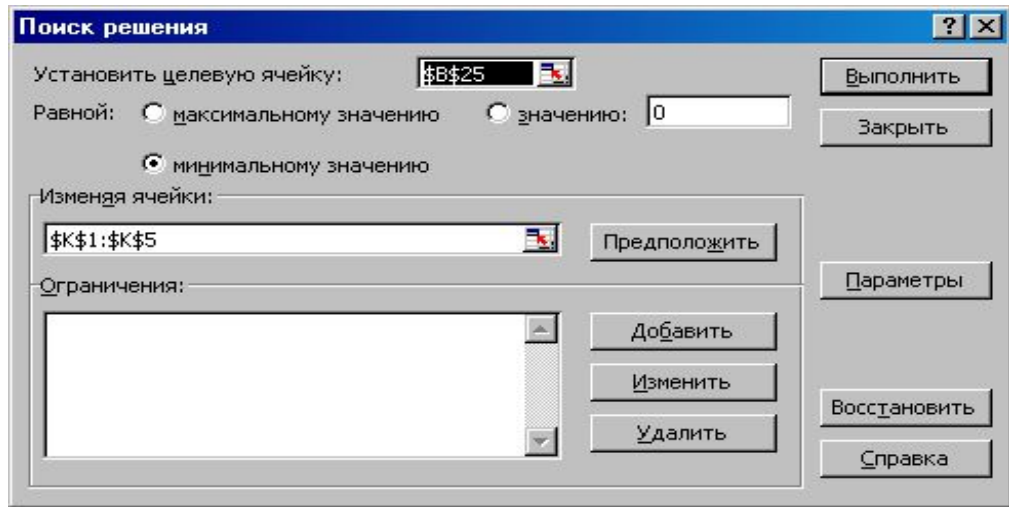 Поиск решения
Установить целевую ячейку: $B$25
Выполнить
Равной: максимальному значению значению: 0
Закрыть
минимальному значению
Изменяя ячейки:
$K$1:$K$5
Предположить
Параметры
Ограничения:
Добавить
Изменить
Удалить
Восстановить
Справка